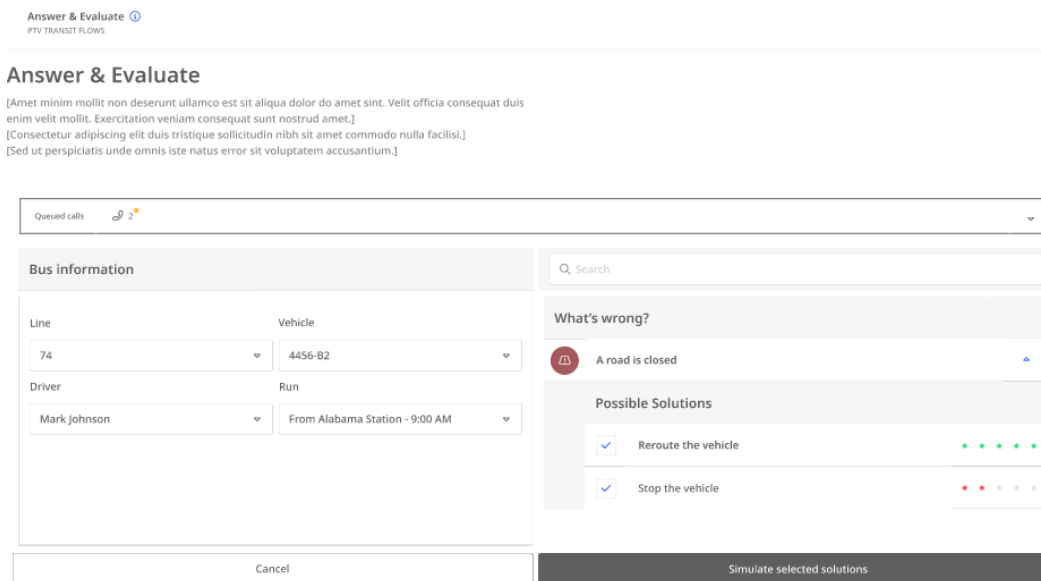 Answer & Evaluate
PTV TRANSIT FLOWS
Answer & Evaluate
[Amet minim mollit non deserunt ullamco est sit aliqua dolor do amet sint. Velit officia consequat duis
enim velit mollit. Exercitation veniam consequat sunt nostrud amet.]
[Consectetur adipiscing elit duis tristique sollicitudin nibh sit amet commodo nulla facilisi.]
[Sed ut perspiciatis unde omnis iste natus error sit voluptatem accusantium.]
Queued calls 2
Bus information
Line
Vehicle
74
4456-B2
Driver
Run
Mark Johnson
From Alabama Station - 9:00 AM
Search
What's wrong?
A road is closed
Possible Solutions
Reroute the vehicle
Stop the vehicle
Cancel
Simulate selected solutions